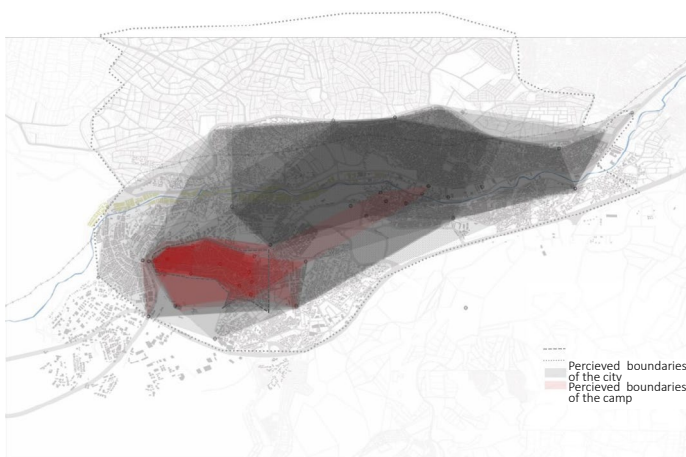 Percieved boundaries
of the city
Percieved boundaries
of the camp